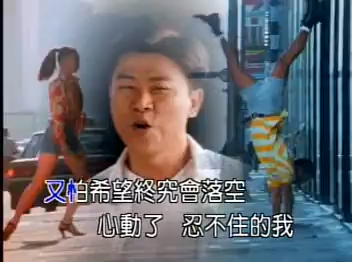 又怕希望終究會落空
心動了 忍不住的我